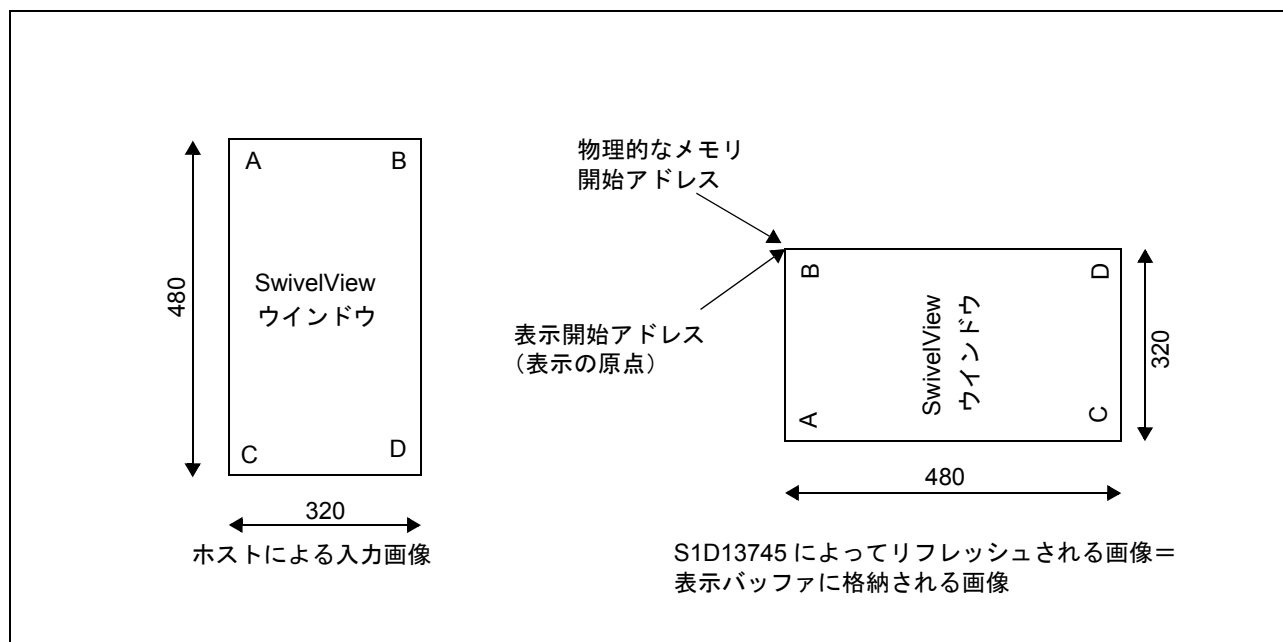 A
B
SwivelView
ウインドウ
C
D
480
320
ホストによる入力画像
物理的なメモリ
開始アドレス
表示開始アドレス
（表示の原点）
B
D
SwivelView
ウインドウ
A
C
320
480
S1D13745 によってリフレッシュされる画像＝
表示バッファに格納される画像